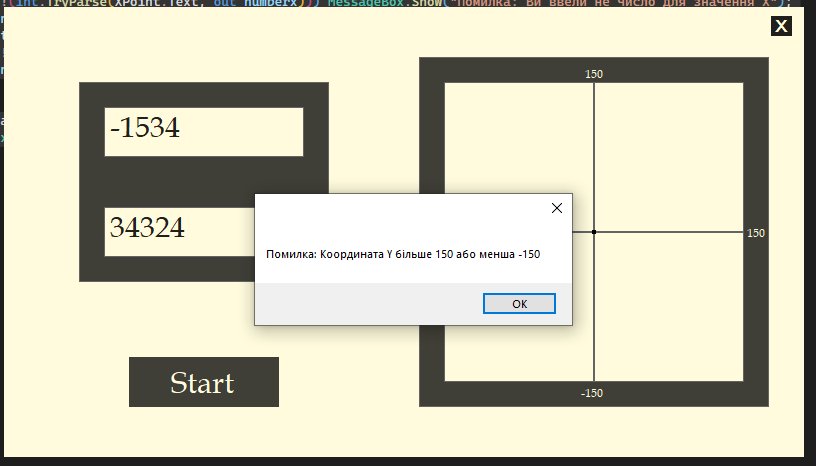 !(int.TryParse(XPoint.Text, out numberx))) MessageBox.Show("Помилка: Ви ввели не число для значення X");
X
150
-1534
34324
150
Помилка: Координата Y більше 150 або менша -150
OK
Start
-150